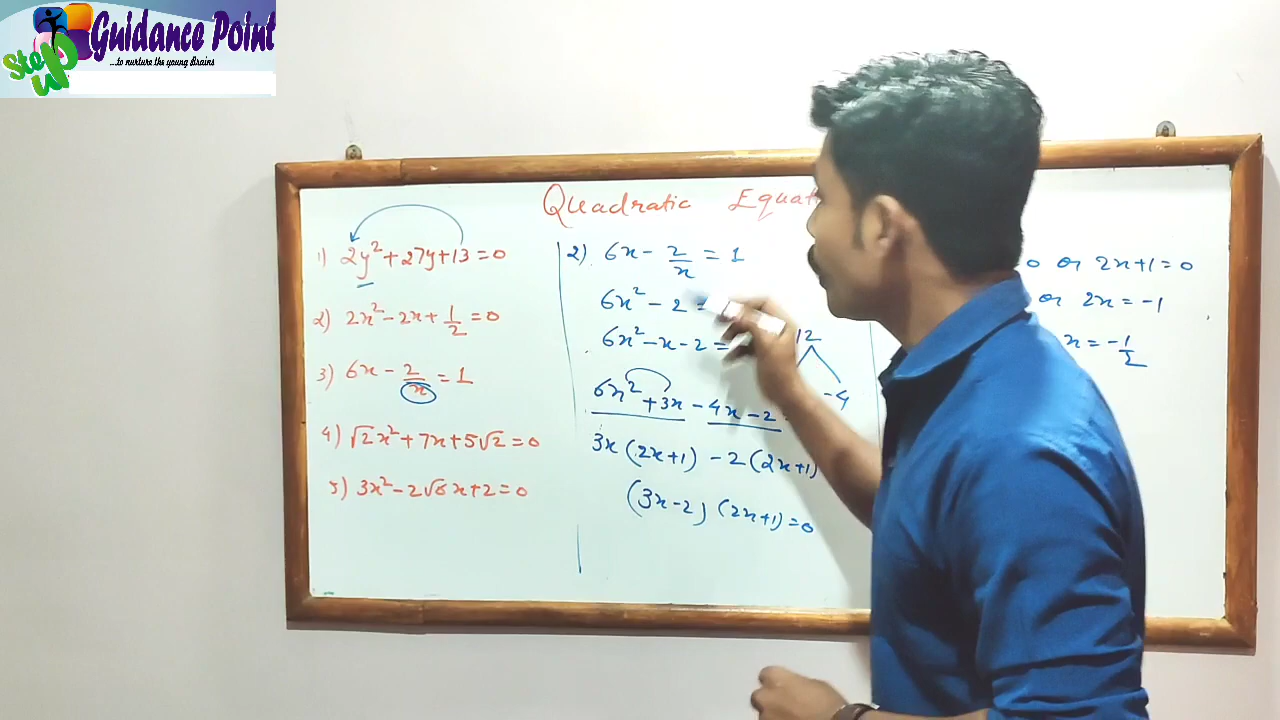 Step up
Guidance Point
...to nurture the young Brains
Quadratic Equat
1) 2y²+27y+13=0
2) 2x²-2x+1/2=0
3) 6x-2/x=1
4) √2x²+7x+5√2=0
5) 3x²-2√6x+2=0
2) 6x-2/x=1
6x²-2=
6x²-x-2=
12
-4
6x²+3x-4x-2
3x(2x+1)-2(2x+1)
(3x-2)(2x+1)=0
0 or 2x+1=0
or 2x=-1
x=-1/2